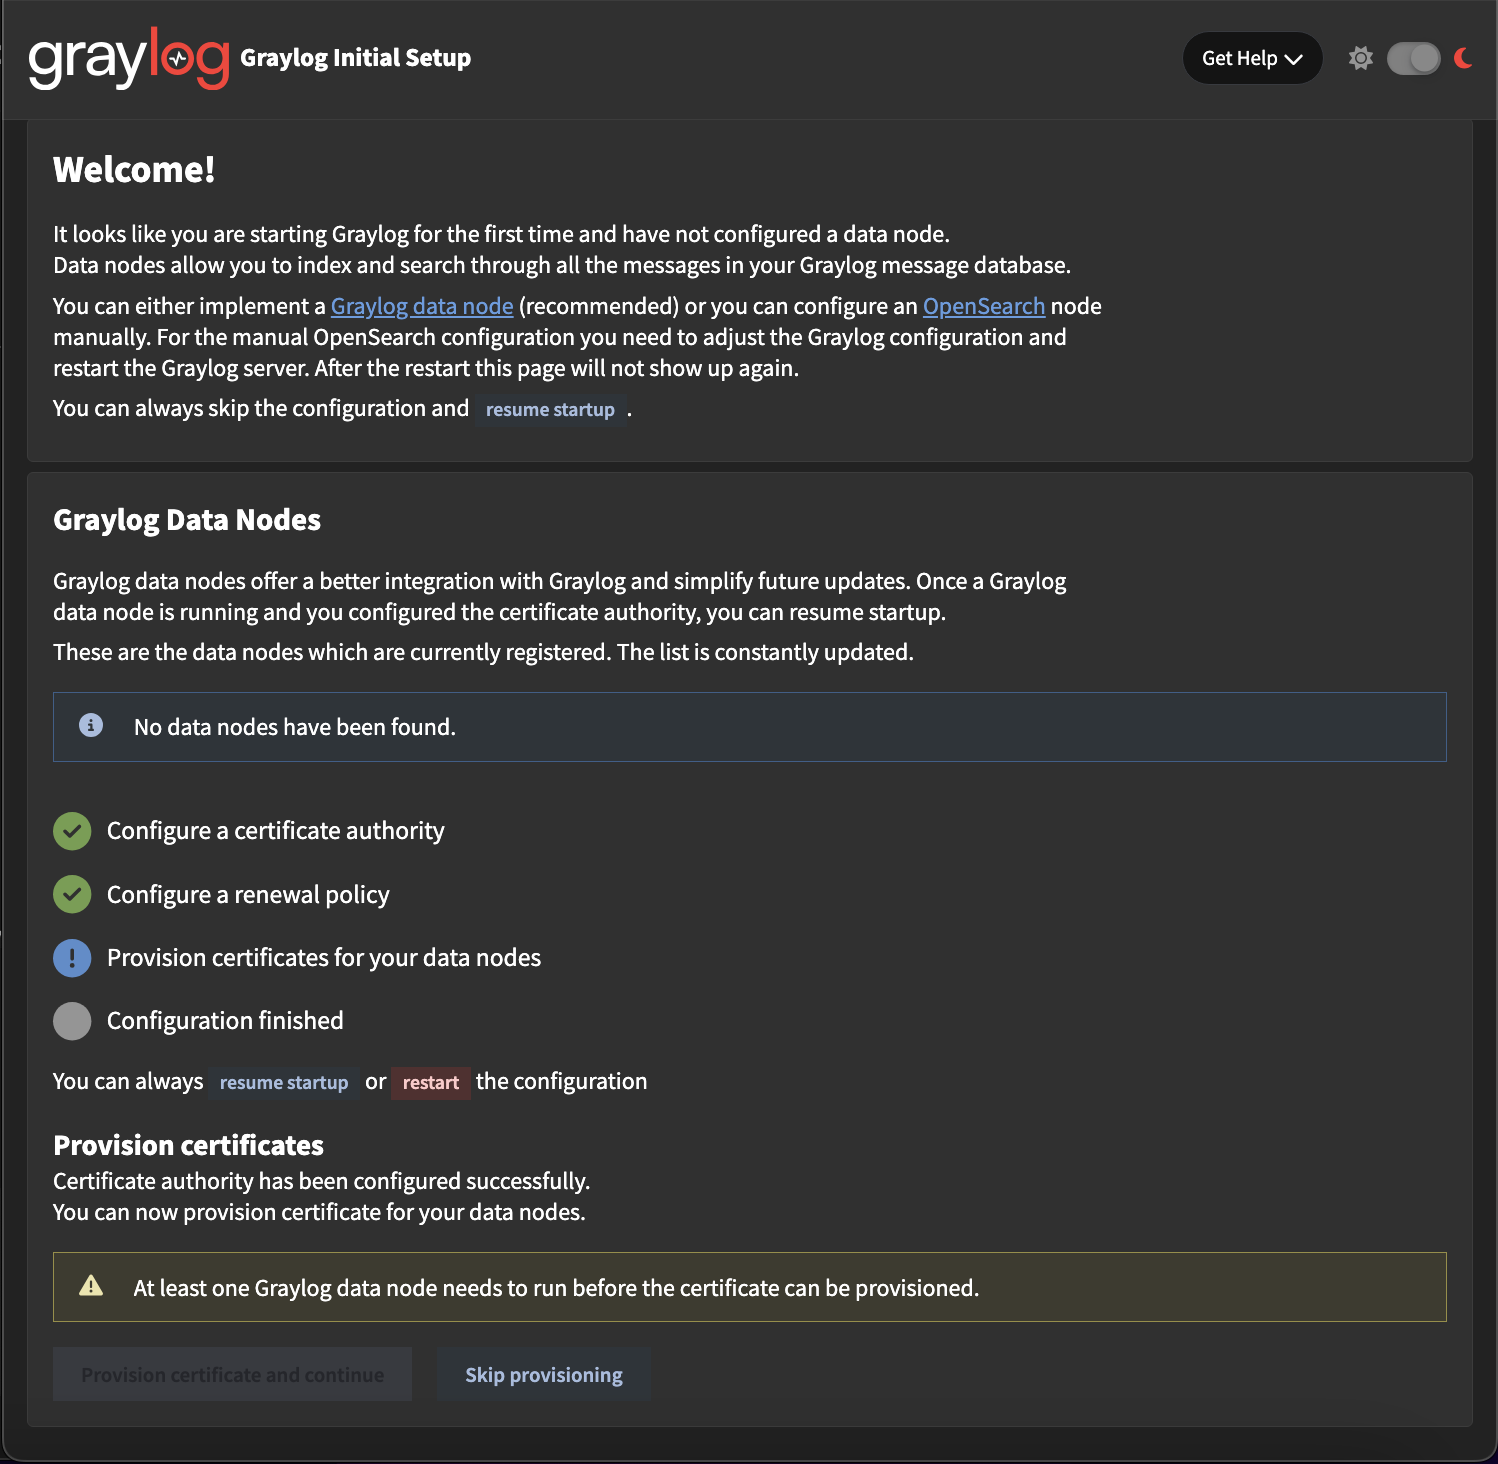 graylog Graylog Initial Setup
Get Help
Welcome!
It looks like you are starting Graylog for the first time and have not configured a data node.
Data nodes allow you to index and search through all the messages in your Graylog message database.
You can either implement a Graylog data node (recommended) or you can configure an OpenSearch node
manually. For the manual OpenSearch configuration you need to adjust the Graylog configuration and
restart the Graylog server. After the restart this page will not show up again.
You can always skip the configuration and resume startup .
Graylog Data Nodes
Graylog data nodes offer a better integration with Graylog and simplify future updates. Once a Graylog
data node is running and you configured the certificate authority, you can resume startup.
These are the data nodes which are currently registered. The list is constantly updated.
No data nodes have been found.
Configure a certificate authority
Configure a renewal policy
Provision certificates for your data nodes
Configuration finished
You can always resume startup or restart the configuration
Provision certificates
Certificate authority has been configured successfully.
You can now provision certificate for your data nodes.
At least one Graylog data node needs to run before the certificate can be provisioned.
Provision certificate and continue
Skip provisioning